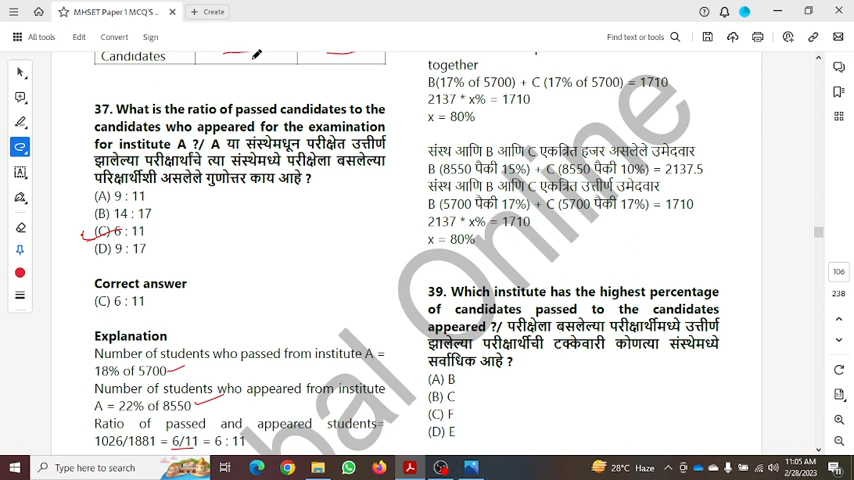 MHSET Paper 1 MCQ'S ...
Create
All tools
Edit
Convert
Sign
Find text or tools
Candidates
37. What is the ratio of passed candidates to the
candidates who appeared for the examination
for institute A ?/ A या संस्थेमधून परीक्षेत उत्तीर्ण
झालेल्या परीक्षार्थांचे त्या संस्थेमध्ये परीक्षेला बसलेल्या
परिक्षार्थीशी असलेले गुणोत्तर काय आहे ?
(A) 9 : 11
(B) 14 : 17
(C) 6 : 11
(D) 9 : 17
Correct answer
(C) 6 : 11
Explanation
Number of students who passed from institute A =
18% of 5700
Number of students who appeared from institute
A = 22% of 8550
Ratio of passed and appeared students=
1026/1881 = 6/11 = 6 : 11
together
B(17% of 5700) + C (17% of 5700) = 1710
2137 * x% = 1710
x = 80%
संस्थ आणि B आणि C एकत्रित हजर असलेले उमेदवार
B (8550 पैकी 15%) + C (8550 पैकी 10%) = 2137.5
संस्थ आणि B आणि C एकत्रित उत्तीर्ण उमेदवार
B (5700 पैकी 17%) + C (5700 पैकी 17%) = 1710
2137 * x% = 1710
x = 80%
39. Which institute has the highest percentage
of candidates passed to the candidates
appeared ?/ परीक्षेला बसलेल्या परीक्षार्थीमध्ये उत्तीर्ण
झालेल्या परीक्षार्थीची टक्केवारी कोणत्या संस्थेमध्ये
सर्वाधिक आहे ?
(A) B
(B) C
(C) F
(D) E
bal Online
106
238
Type here to search
28°C Haze
11:05 AM
2/28/2023